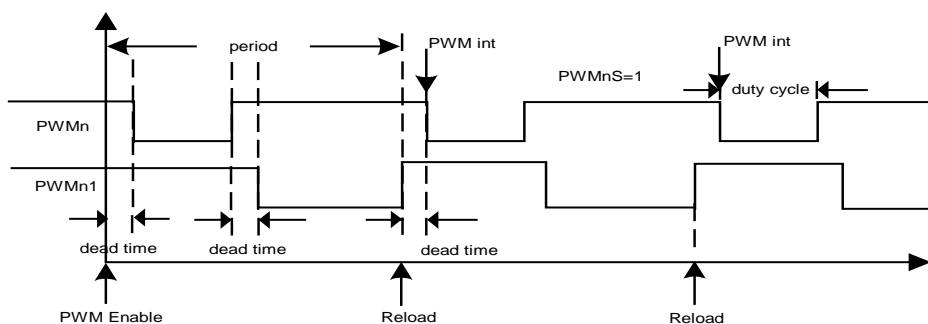 period
PWM int
PWM int
PWMnS=1
duty cycle
PWMn
PWMn1
dead time
dead time
dead time
PWM Enable
Reload
Reload